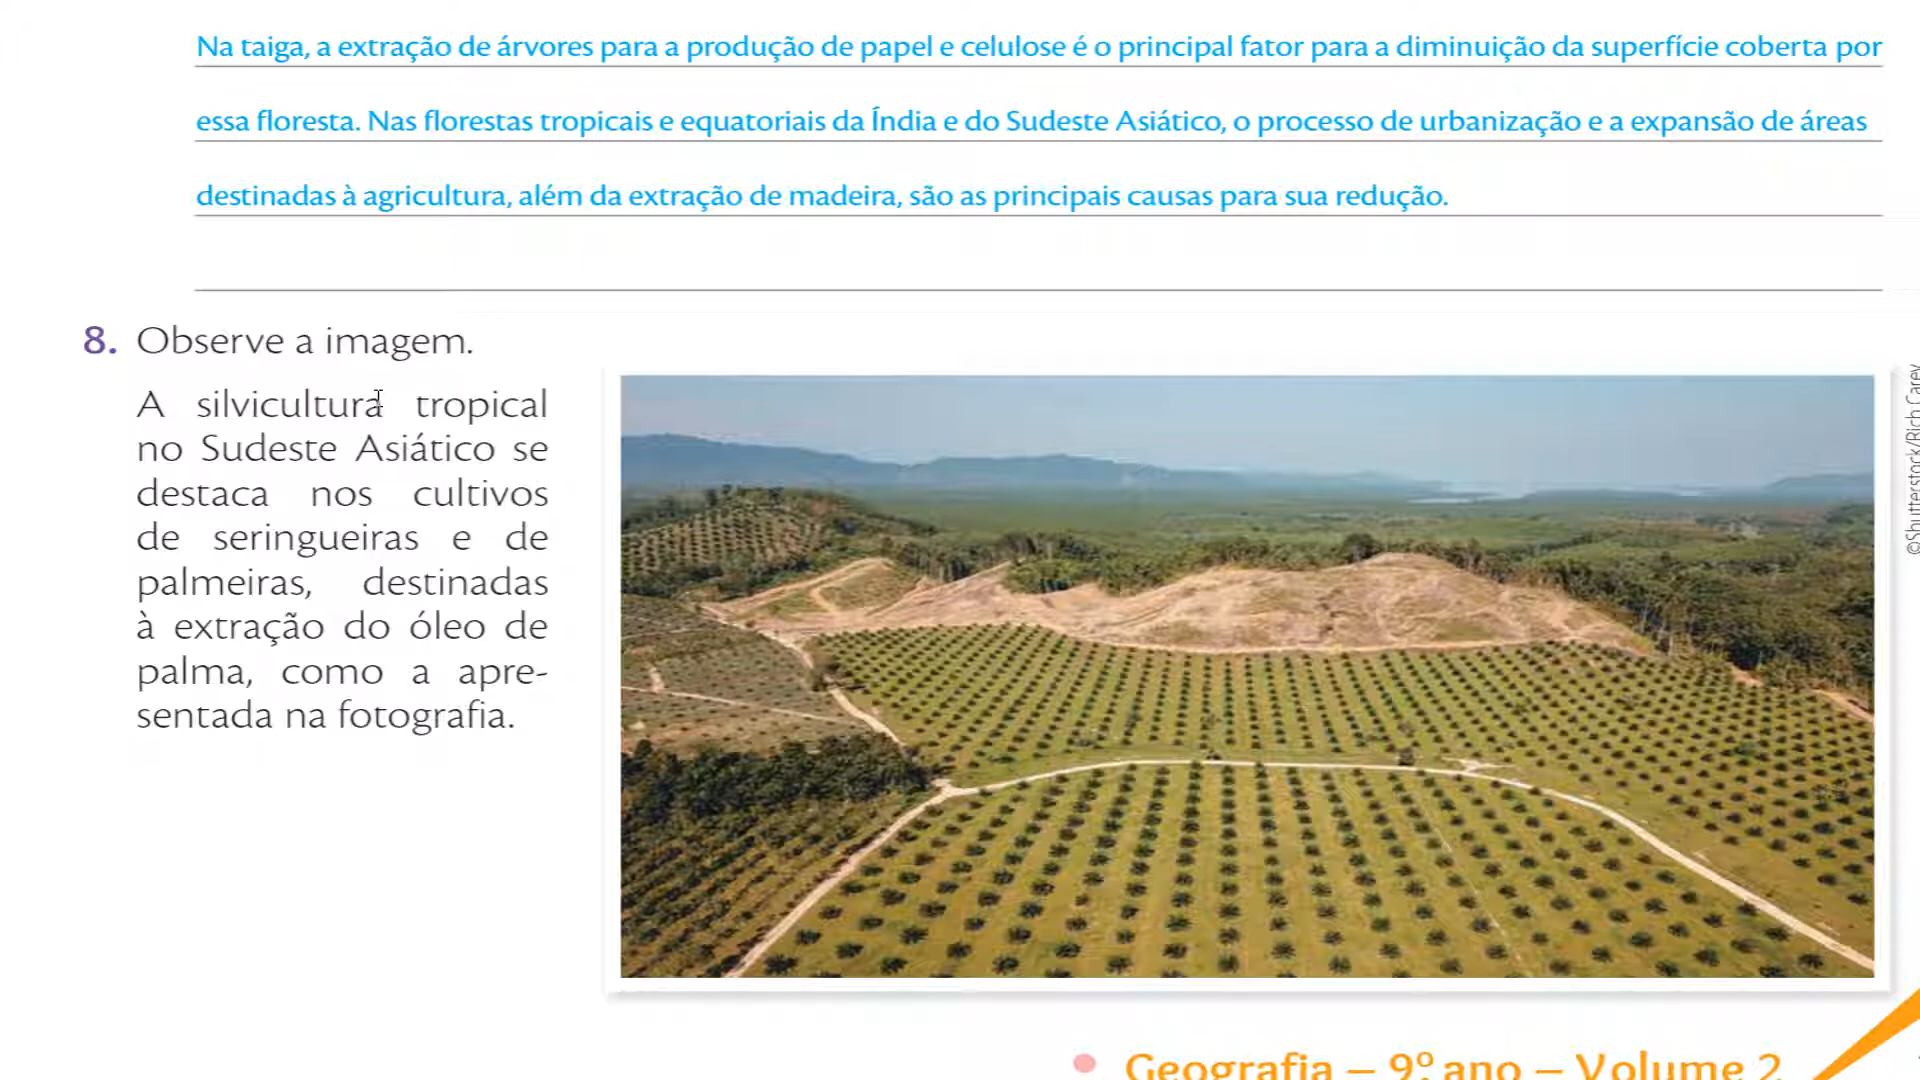 Na taiga, a extração de árvores para a produção de papel e celulose é o principal fator para a diminuição da superfície coberta por
essa floresta. Nas florestas tropicais e equatoriais da Índia e do Sudeste Asiático, o processo de urbanização e a expansão de áreas
destinadas à agricultura, além da extração de madeira, são as principais causas para sua redução.
8. Observe a imagem.
A silvicultura tropical
no Sudeste Asiático se
destaca nos cultivos
de seringueiras e de
palmeiras, destinadas
à extração do óleo de
palma, como a apre-
sentada na fotografia.
©Shutterstock/Rich Carey
Geografia – 9º. ano – Volume 2